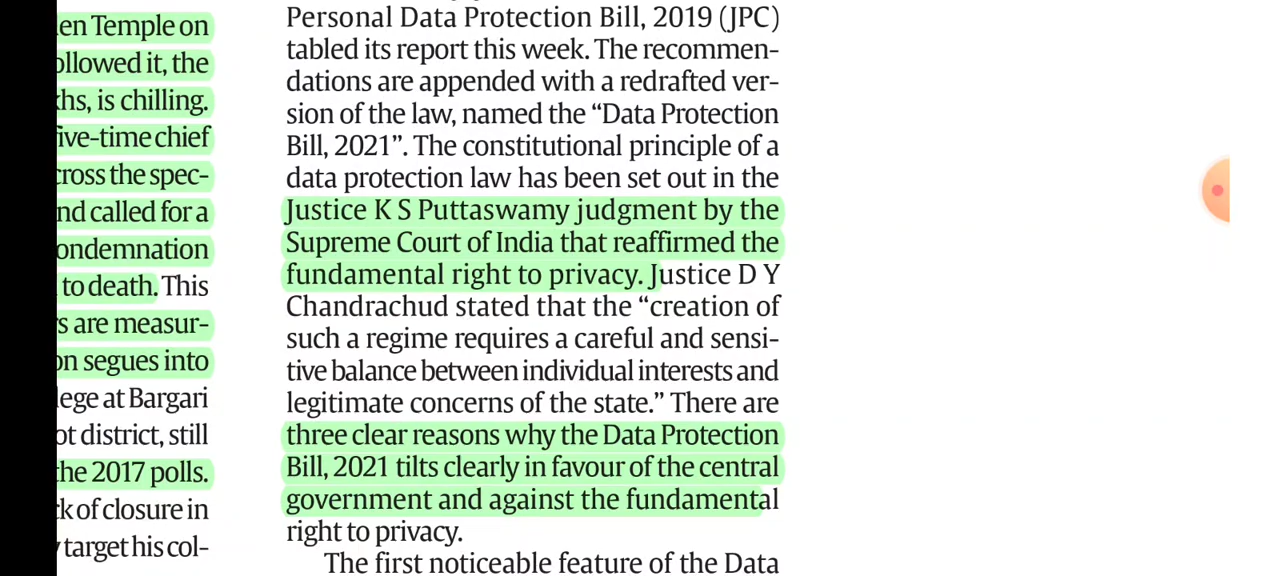 en Temple on
ollowed it, the
khs, is chilling.
five-time chief
cross the spec-
nd called for a
ondemnation
to death. This
rs are measur-
on segues into
lege at Bargari
ot district, still
the 2017 polls.
ck of closure in
target his col-
Personal Data Protection Bill, 2019 (JPC)
tabled its report this week. The recommen-
dations are appended with a redrafted ver-
sion of the law, named the “Data Protection
Bill, 2021”. The constitutional principle of a
data protection law has been set out in the
Justice K S Puttaswamy judgment by the
Supreme Court of India that reaffirmed the
fundamental right to privacy. Justice D Y
Chandrachud stated that the “creation of
such a regime requires a careful and sensi-
tive balance between individual interests and
legitimate concerns of the state.” There are
three clear reasons why the Data Protection
Bill, 2021 tilts clearly in favour of the central
government and against the fundamental
right to privacy.
The first noticeable feature of the Data